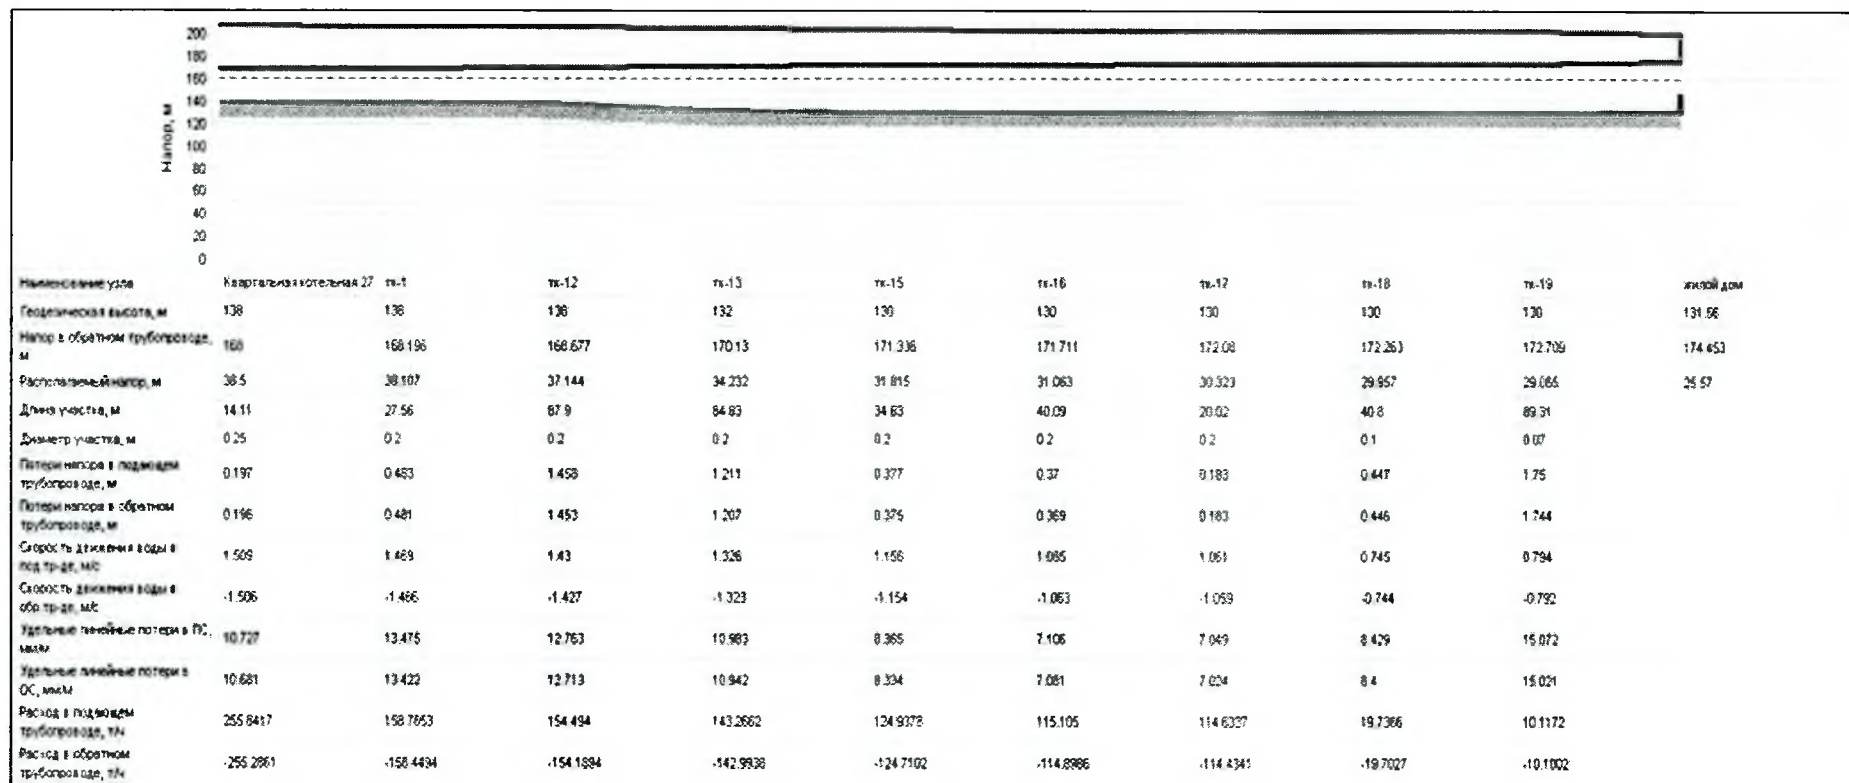 200
180
160
140
120
100
80
60
40
20
0
Напор, м
Наименование узла Квартальная котельная 27 тк-1 тк-12 тк-13 тк-15 тк-16 тк-17 тк-18 тк-19 жилой дом
Геодезическая высота, м 138 138 138 132 130 130 130 130 130 131.56
Напор в обратном трубопроводе, м 168 168.196 168.677 170.13 171.336 171.711 172.08 172.263 172.709 174.453
Располагаемый напор, м 38.5 38.107 37.144 34.232 31.815 31.063 30.323 29.957 29.065 25.57
Длина участка, м 14.11 27.56 87.9 84.83 34.63 40.09 20.02 40.8 89.31
Диаметр участка, м 0.25 0.2 0.2 0.2 0.2 0.2 0.2 0.1 0.07
Потери напора в подающем трубопроводе, м 0.197 0.483 1.458 1.211 0.377 0.37 0.183 0.447 1.75
Потери напора в обратном трубопроводе, м 0.196 0.481 1.453 1.207 0.375 0.369 0.183 0.446 1.744
Скорость движения воды в под.тр-де, м/с 1.509 1.469 1.43 1.326 1.156 1.061 0.745 0.794
Скорость движения воды в обр.тр-де, м/с -1.506 -1.466 -1.427 -1.323 -1.154 -1.063 -1.059 -0.744 -0.792
Удельные линейные потери в ПС, мм/м 10.727 13.475 12.763 10.983 8.365 7.106 7.049 8.429 15.072
Удельные линейные потери в ОС, мм/м 10.681 13.422 12.713 10.942 8.334 7.081 7.024 8.4 15.021
Расход в подающем трубопроводе, т/ч 255.8417 158.7653 154.494 143.2662 124.9378 115.105 114.6337 19.7366 10.1172
Расход в обратном трубопроводе, т/ч -255.2861 -158.4494 -154.1894 -142.9938 -124.7102 -114.8986 -114.4341 -19.7027 -10.1002